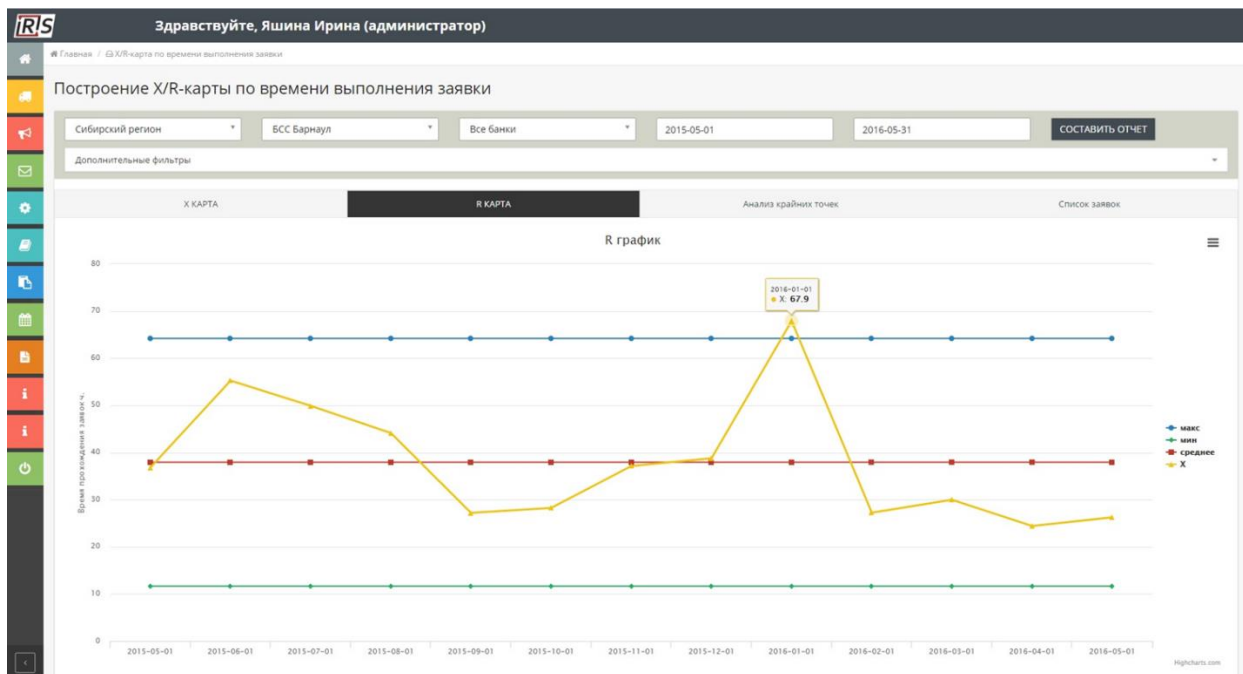 iRS
Здравствуйте, Яшина Ирина (администратор)
Главная / X/R-карта по времени выполнения заявки
Построение X/R-карты по времени выполнения заявки
Сибирский регион БСС Барнаул Все банки 2015-05-01 2016-05-31 СОСТАВИТЬ ОТЧЕТ
Дополнительные фильтры
Х КАРТА R КАРТА Анализ крайних точек Список заявок
R график
80
70
60
50
40
30
20
10
0
Время прохождения заявок ч.
2016-01-01
X: 67.9
макс
мин
среднее
X
2015-05-01 2015-06-01 2015-07-01 2015-08-01 2015-09-01 2015-10-01 2015-11-01 2015-12-01 2016-01-01 2016-02-01 2016-03-01 2016-04-01 2016-05-01
Highcharts.com